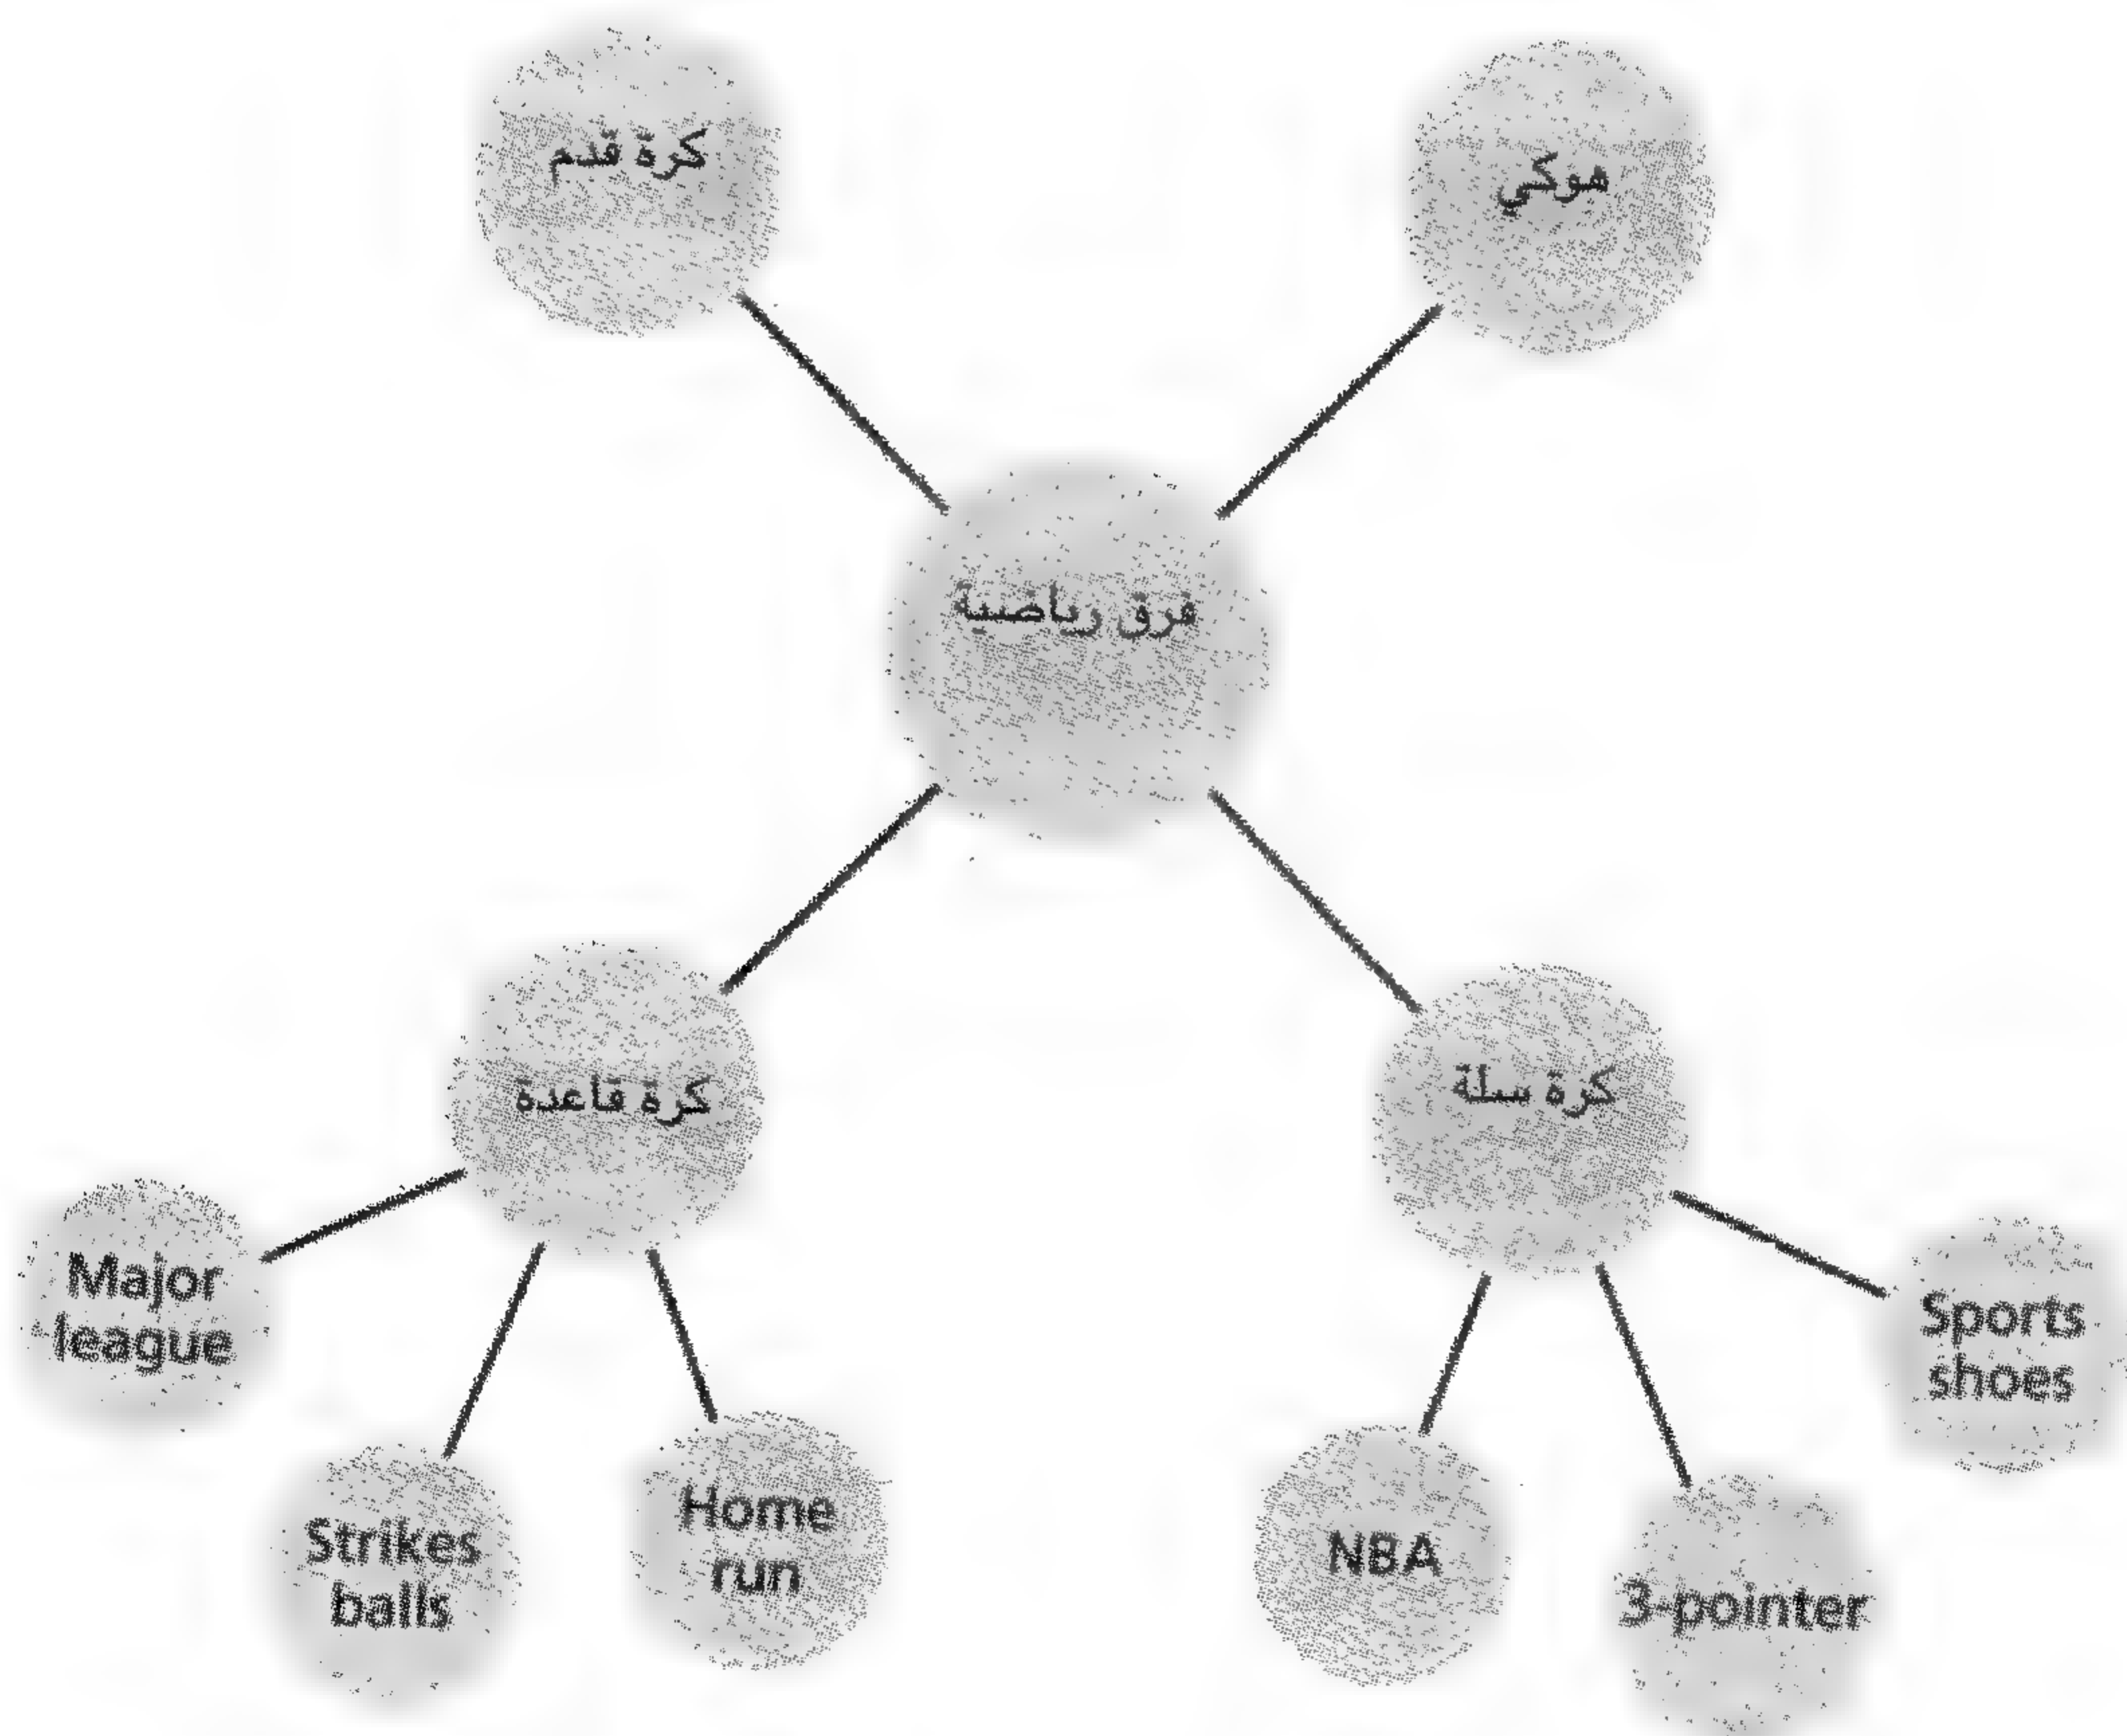 كرة قدم
هوكي
فرق رياضية
كرة قاعدة
كرة سلة
Major
league
Strikes
balls
Home
run
NBA
3-pointer
Sports
shoes